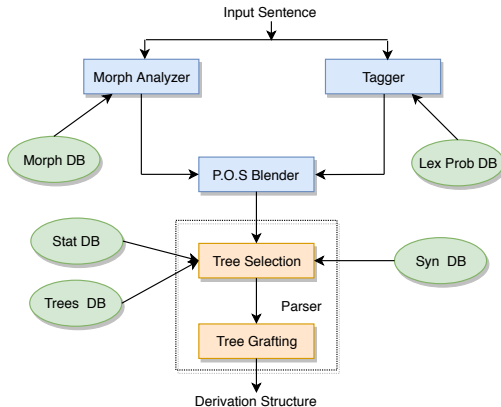 Input Sentence
Morph Analyzer
Tagger
Morph DB
Lex Prob DB
P.O.S Blender
Stat DB
Tree Selection
Syn DB
Trees DB
Parser
Tree Grafting
Derivation Structure